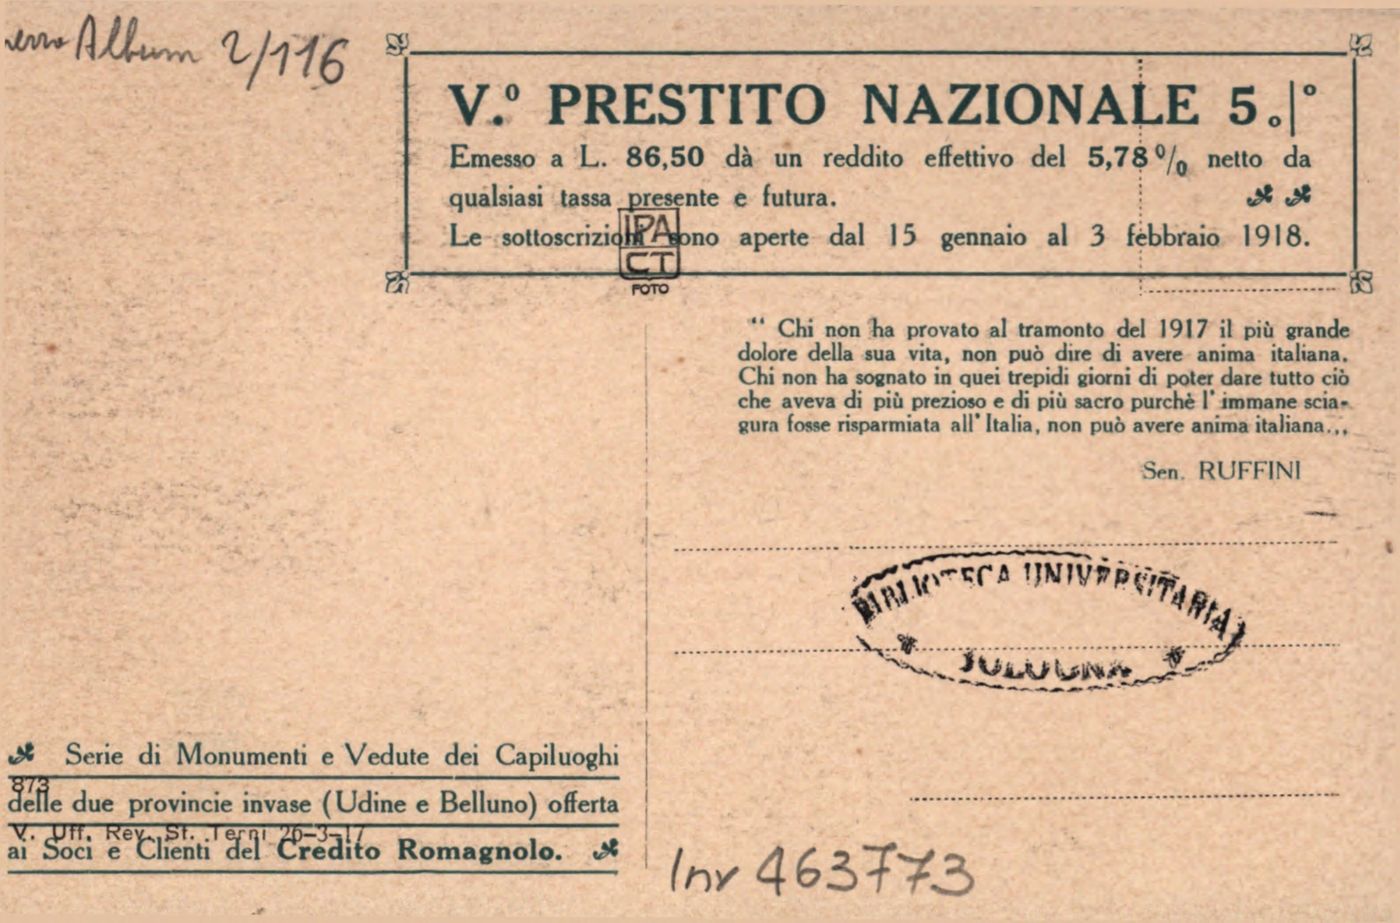 Album 2/116
V.º PRESTITO NAZIONALE 5 o|º
Emesso a L. 86,50 dà un reddito effettivo del 5,78 º/o netto da
qualsiasi tassa presente e futura.
Le sottoscrizioni sono aperte dal 15 gennaio al 3 febbraio 1918.
IPA
CT
FOTO
“ Chi non ha provato al tramonto del 1917 il più grande
dolore della sua vita, non può dire di avere anima italiana.
Chi non ha sognato in quei trepidi giorni di poter dare tutto ciò
che aveva di più prezioso e di più sacro purchè l' immane scia-
gura fosse risparmiata all' Italia, non può avere anima italiana..,,
Sen. RUFFINI
BIBLIOTECA UNIVERSITARIA
* BOLOGNA *
Serie di Monumenti e Vedute dei Capiluoghi
873
delle due provincie invase (Udine e Belluno) offerta
V. Uff. Rev. St. Terni 26-3-17
ai Soci e Clienti del Credito Romagnolo.
Inv 463773